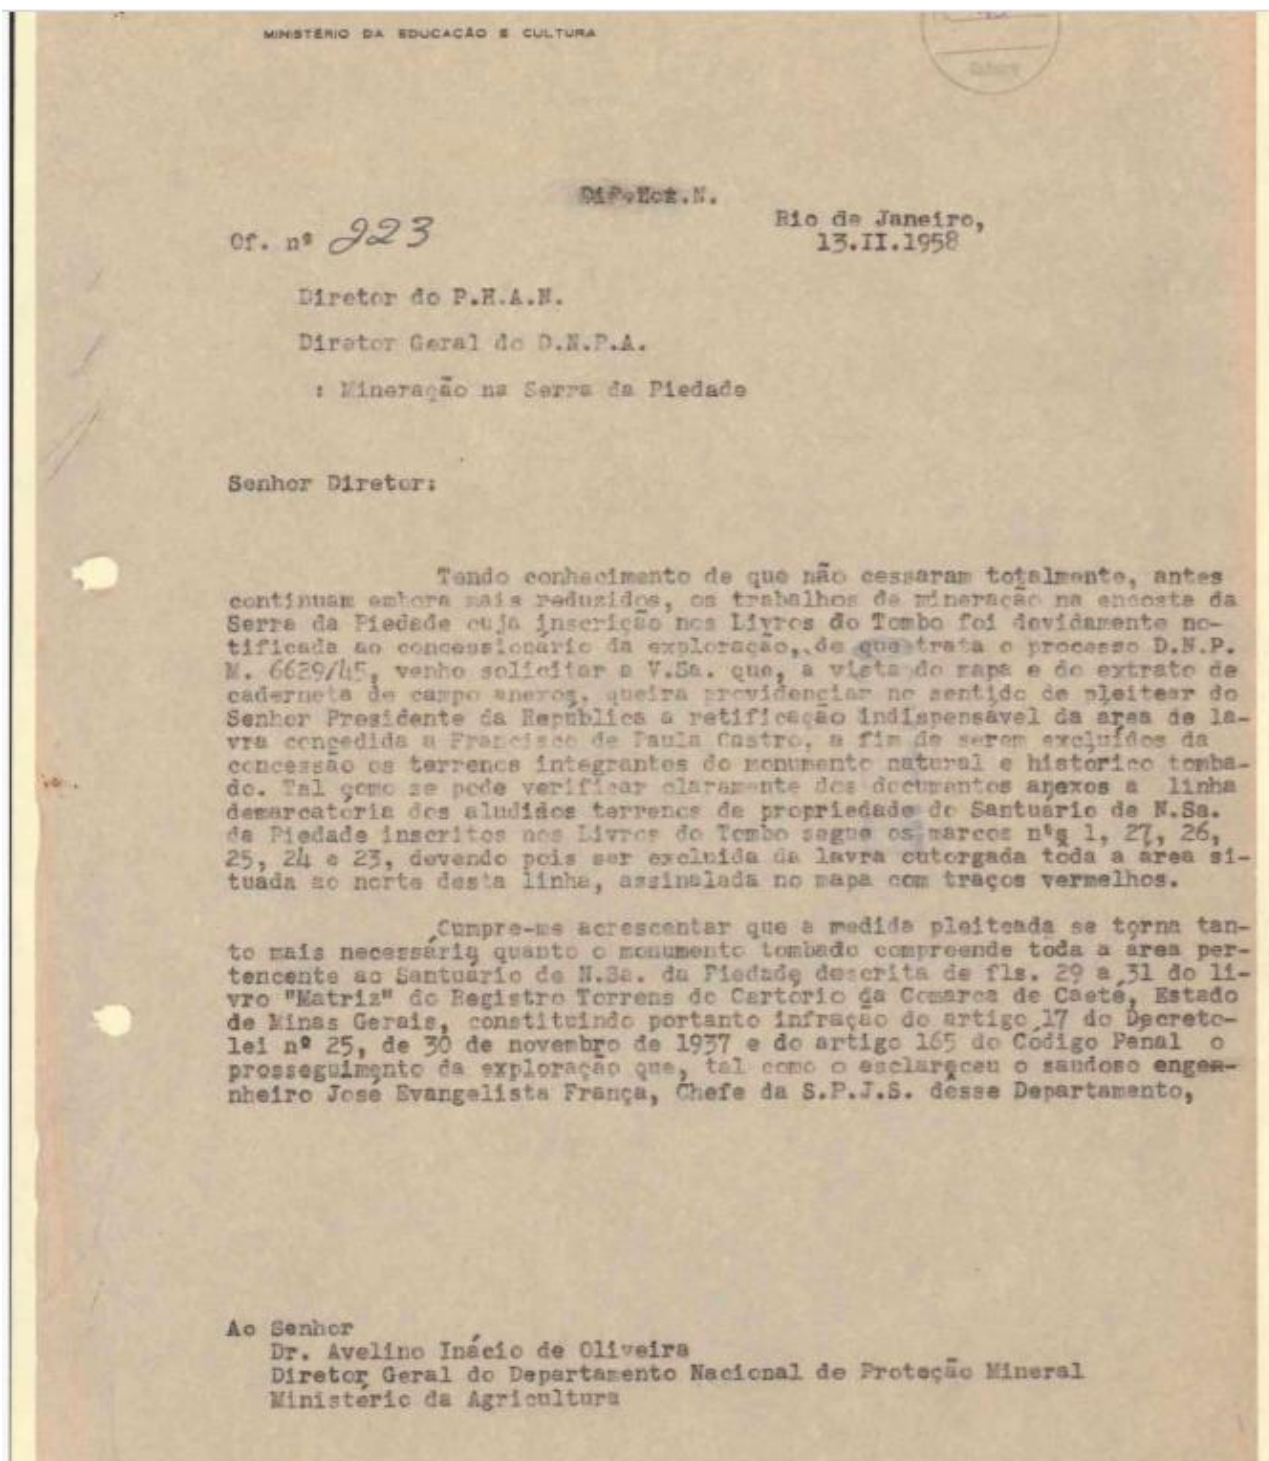 MINISTÉRIO DA EDUCAÇÃO E CULTURA
Of. nº 223
Rio de Janeiro,
13.II.1958
Diretor do P.H.A.N.
Diretor Geral do D.N.P.A.
: Mineração na Serra da Piedade
Senhor Diretor:
Tendo conhecimento de que não cessaram totalmente, antes
continuam embora mais reduzidos, os trabalhos de mineração na encosta da
Serra da Piedade cuja inscrição nos Livros do Tombo foi devidamente no-
tificada ao concessionário da exploração, de que trata o processo D.N.P.
M. 6629/45, venho solicitar a V.Sa. que, a vista do mapa e do extrato de
caderneta de campo anexos, queira providenciar no sentido de pleitear do
Senhor Presidente da República a retificação indispensável da área de la-
vra concedida a Francisco de Paula Castro, a fim de serem excluídos da
concessão os terrenos integrantes do monumento natural e histórico tomba-
do. Tal como se pode verificar claramente dos documentos anexos a linha
demarcatória dos aludidos terrenos de propriedade do Santuário de N.Sa.
da Piedade inscritos nos Livros do Tombo segue os marcos nºs 1, 27, 26,
25, 24 e 23, devendo pois ser excluida da lavra outorgada toda a área si-
tuada ao norte desta linha, assinalada no mapa com traços vermelhos.
Cumpre-me acrescentar que a medida pleiteada se torna tan-
to mais necessária quanto o monumento tombado compreende toda a área per-
tencente ao Santuário de N.Sa. da Piedade descrita de fls. 29 a 31 do li-
vro "Matriz" do Registro Torrens do Cartório da Comarca de Caeté, Estado
de Minas Gerais, constituindo portanto infração do artigo 17 do Decreto-
lei nº 25, de 30 de novembro de 1937 e do artigo 165 do Código Penal o
prosseguimento da exploração que, tal como o esclareceu o saudoso enge-
nheiro José Evangelista França, Chefe da S.P.J.S. desse Departamento,
Ao Senhor
Dr. Avelino Inácio de Oliveira
Diretor Geral do Departamento Nacional de Proteção Mineral
Ministério da Agricultura